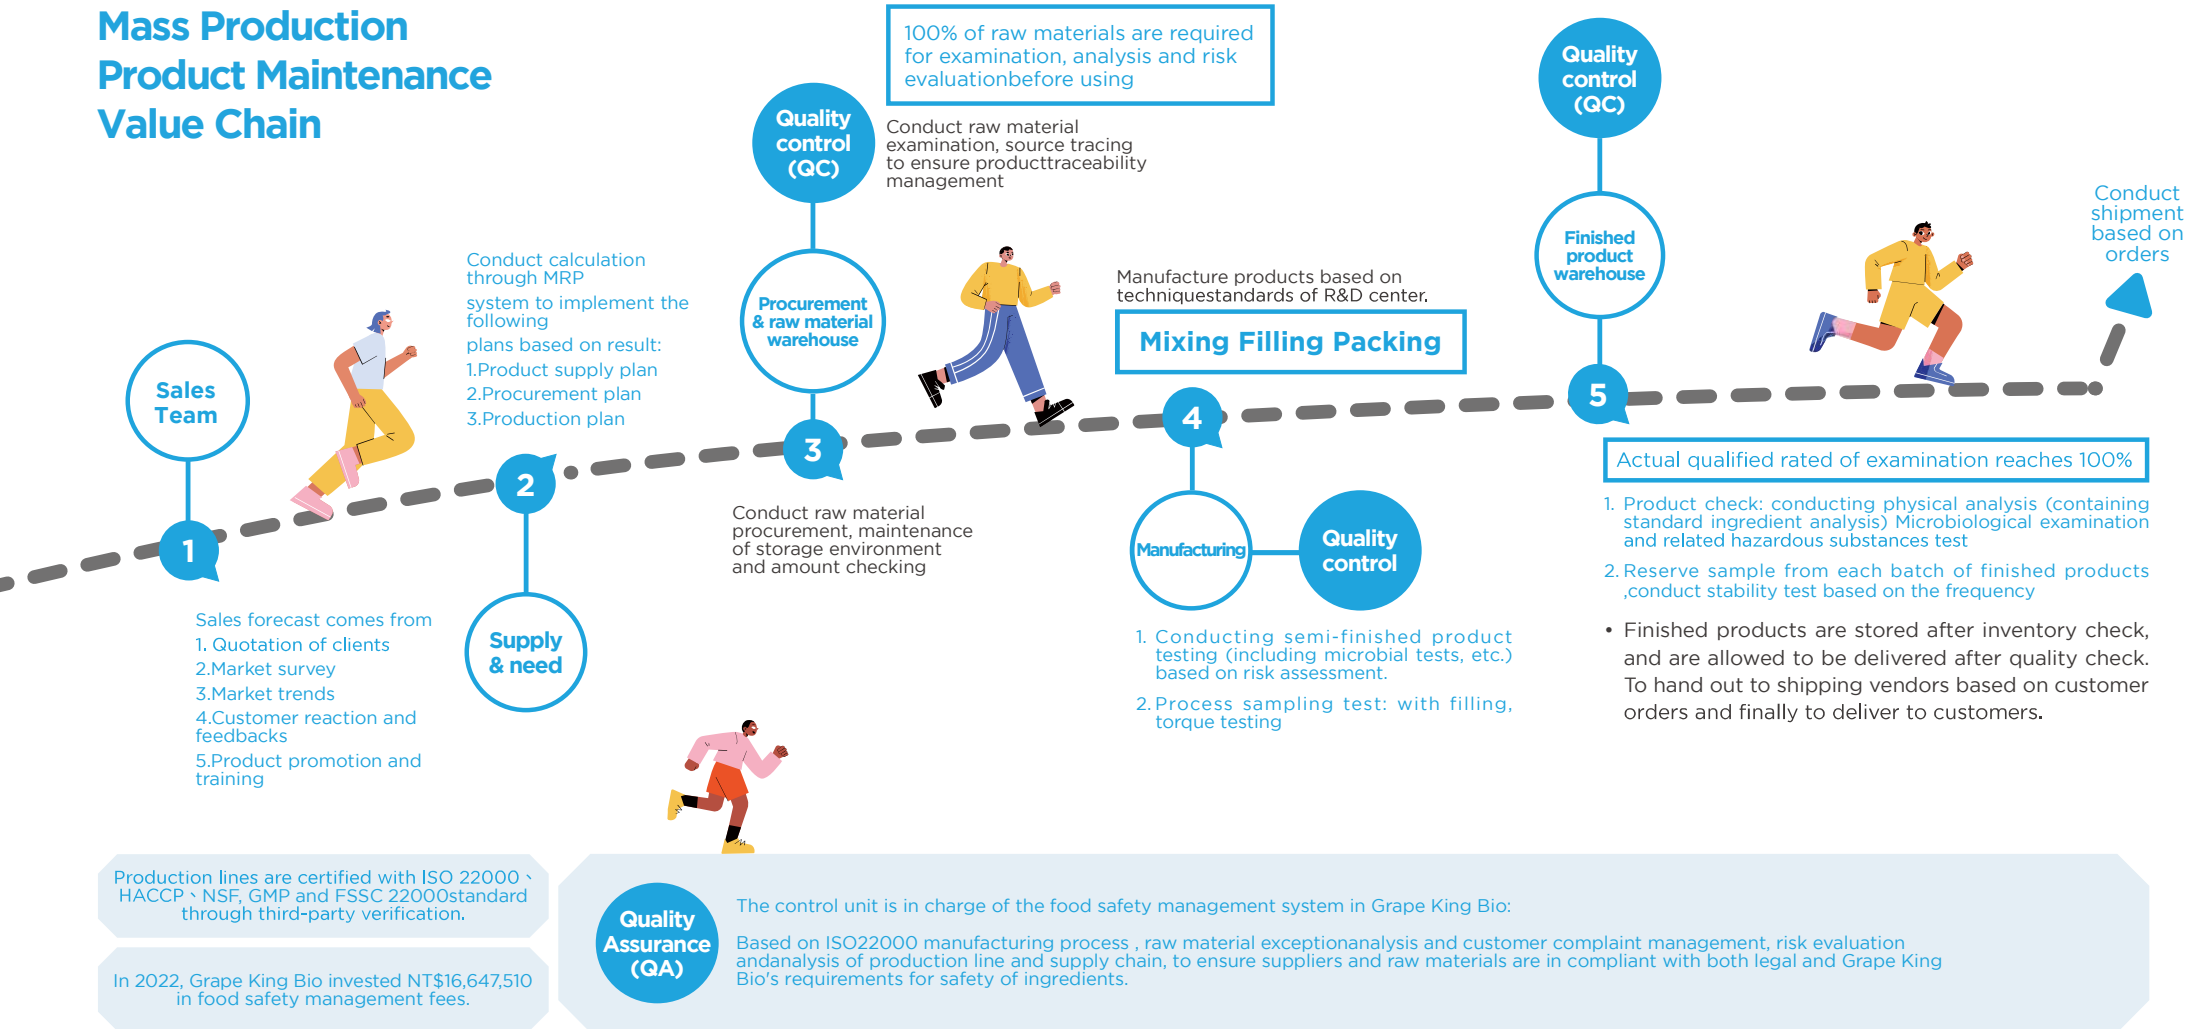 Mass Production
Product Maintenance
Value Chain
Sales
Team
1
Sales forecast comes from
1. Quotation of clients
2.Market survey
3.Market trends
4.Customer reaction and
feedbacks
5.Product promotion and
training
Conduct calculation
through MRP
system to implement the
following
plans based on result:
1.Product supply plan
2.Procurement plan
3.Production plan
2
Supply
& need
100% of raw materials are required
for examination, analysis and risk
evaluationbefore using
Quality
control
(QC)
Conduct raw material
examination, source tracing
to ensure producttraceability
management
Procurement
& raw material
warehouse
3
Conduct raw material
procurement, maintenance
of storage environment
and amount checking
Manufacture products based on
techniquestandards of R&D center.
Mixing Filling Packing
4
Manufacturing
Quality
control
1. Conducting semi-finished product
testing (including microbial tests, etc.)
based on risk assessment.
2. Process sampling test: with filling,
torque testing
Quality
control
(QC)
Finished
product
warehouse
5
Actual qualified rated of examination reaches 100%
1. Product check: conducting physical analysis (containing
standard ingredient analysis) Microbiological examination
and related hazardous substances test
2. Reserve sample from each batch of finished products
,conduct stability test based on the frequency
• Finished products are stored after inventory check,
and are allowed to be delivered after quality check.
To hand out to shipping vendors based on customer
orders and finally to deliver to customers.
Conduct
shipment
based on
orders
Production lines are certified with ISO 22000、
HACCP、NSF, GMP and FSSC 22000standard
through third-party verification.
In 2022, Grape King Bio invested NT$16,647,510
in food safety management fees.
Quality
Assurance
(QA)
The control unit is in charge of the food safety management system in Grape King Bio:
Based on ISO22000 manufacturing process , raw material exceptionanalysis and customer complaint management, risk evaluation
andanalysis of production line and supply chain, to ensure suppliers and raw materials are in compliant with both legal and Grape King
Bio's requirements for safety of ingredients.